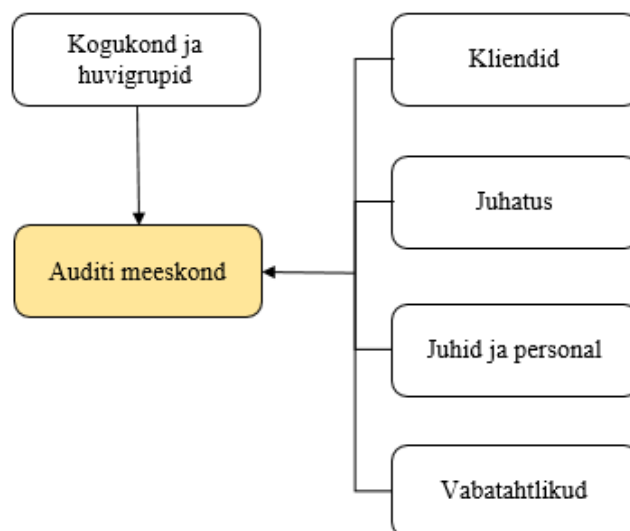 Kogukond ja
huvigrupid
Kliendid
Juhatus
Auditi meeskond
Juhid ja personal
Vabatahtlikud